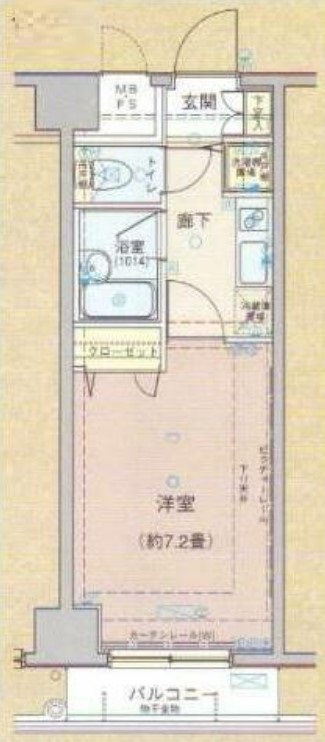 MB
PS
玄関
下足入
トイレ
洗濯機
置場
廊下
浴室
(1014)
冷蔵庫
置場
クローゼット
ピクチャーレール
下り天井
洋室
(約7.2畳)
カーテンレール(W)
バルコニー
物干金物